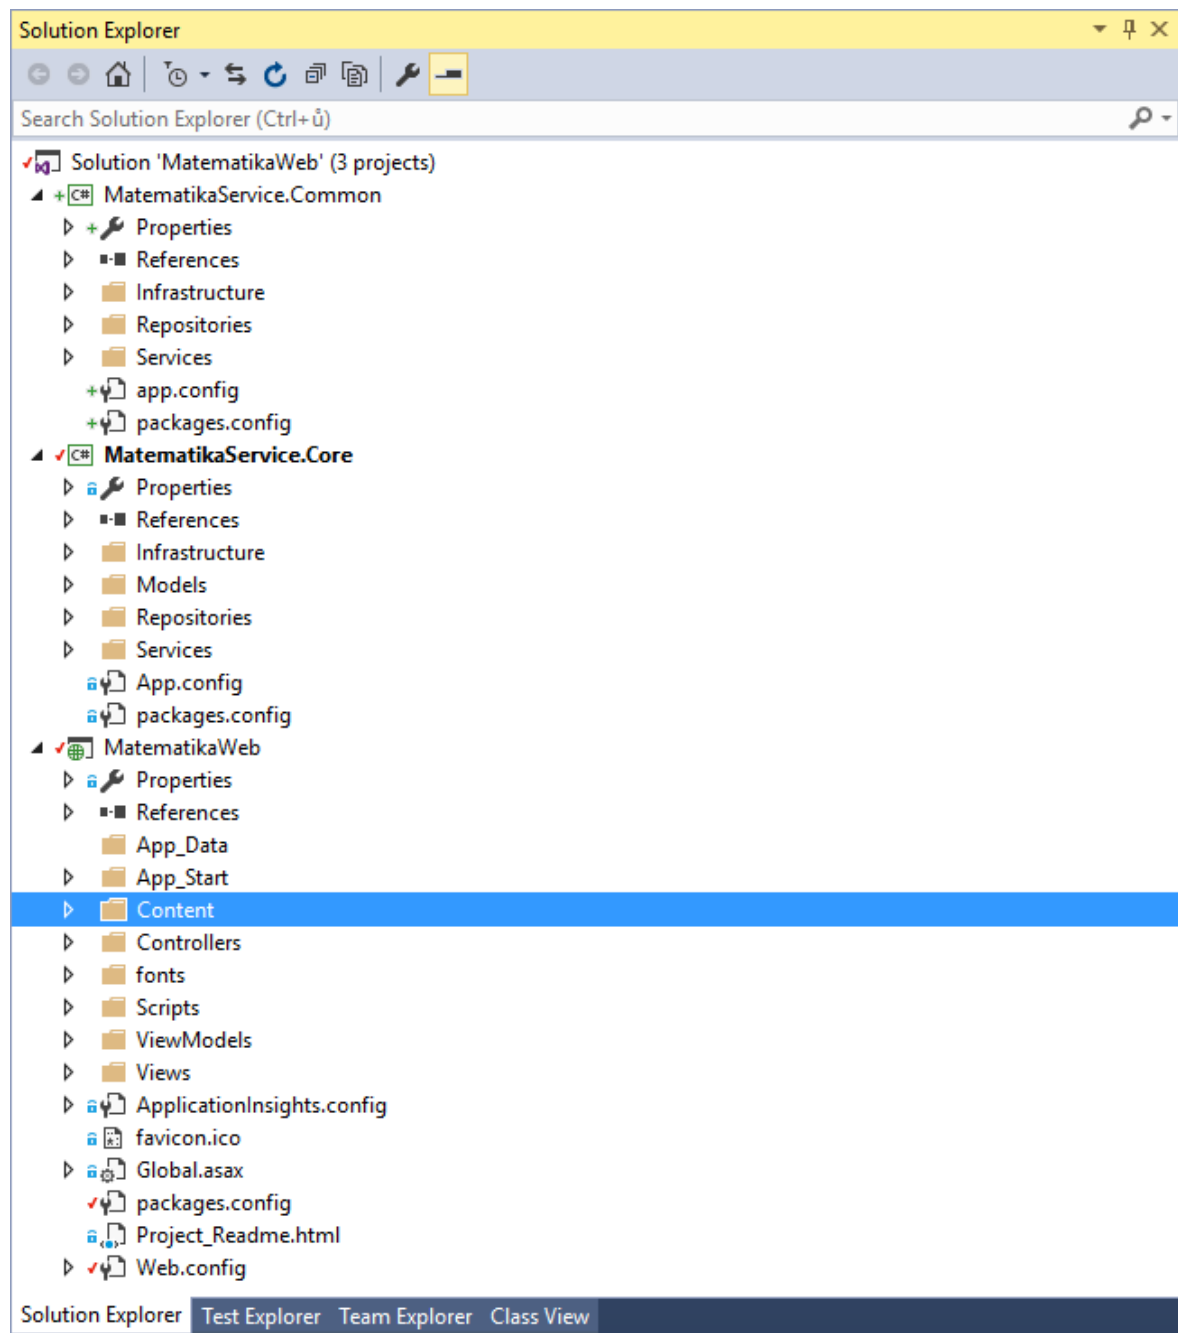 Solution Explorer
Search Solution Explorer (Ctrl+ů)
Solution 'MatematikaWeb' (3 projects)
C# MatematikaService.Common
Properties
References
Infrastructure
Repositories
Services
app.config
packages.config
C# MatematikaService.Core
Properties
References
Infrastructure
Models
Repositories
Services
App.config
packages.config
MatematikaWeb
Properties
References
App_Data
App_Start
Content
Controllers
fonts
Scripts
ViewModels
Views
ApplicationInsights.config
favicon.ico
Global.asax
packages.config
Project_Readme.html
Web.config
Solution Explorer Test Explorer Team Explorer Class View